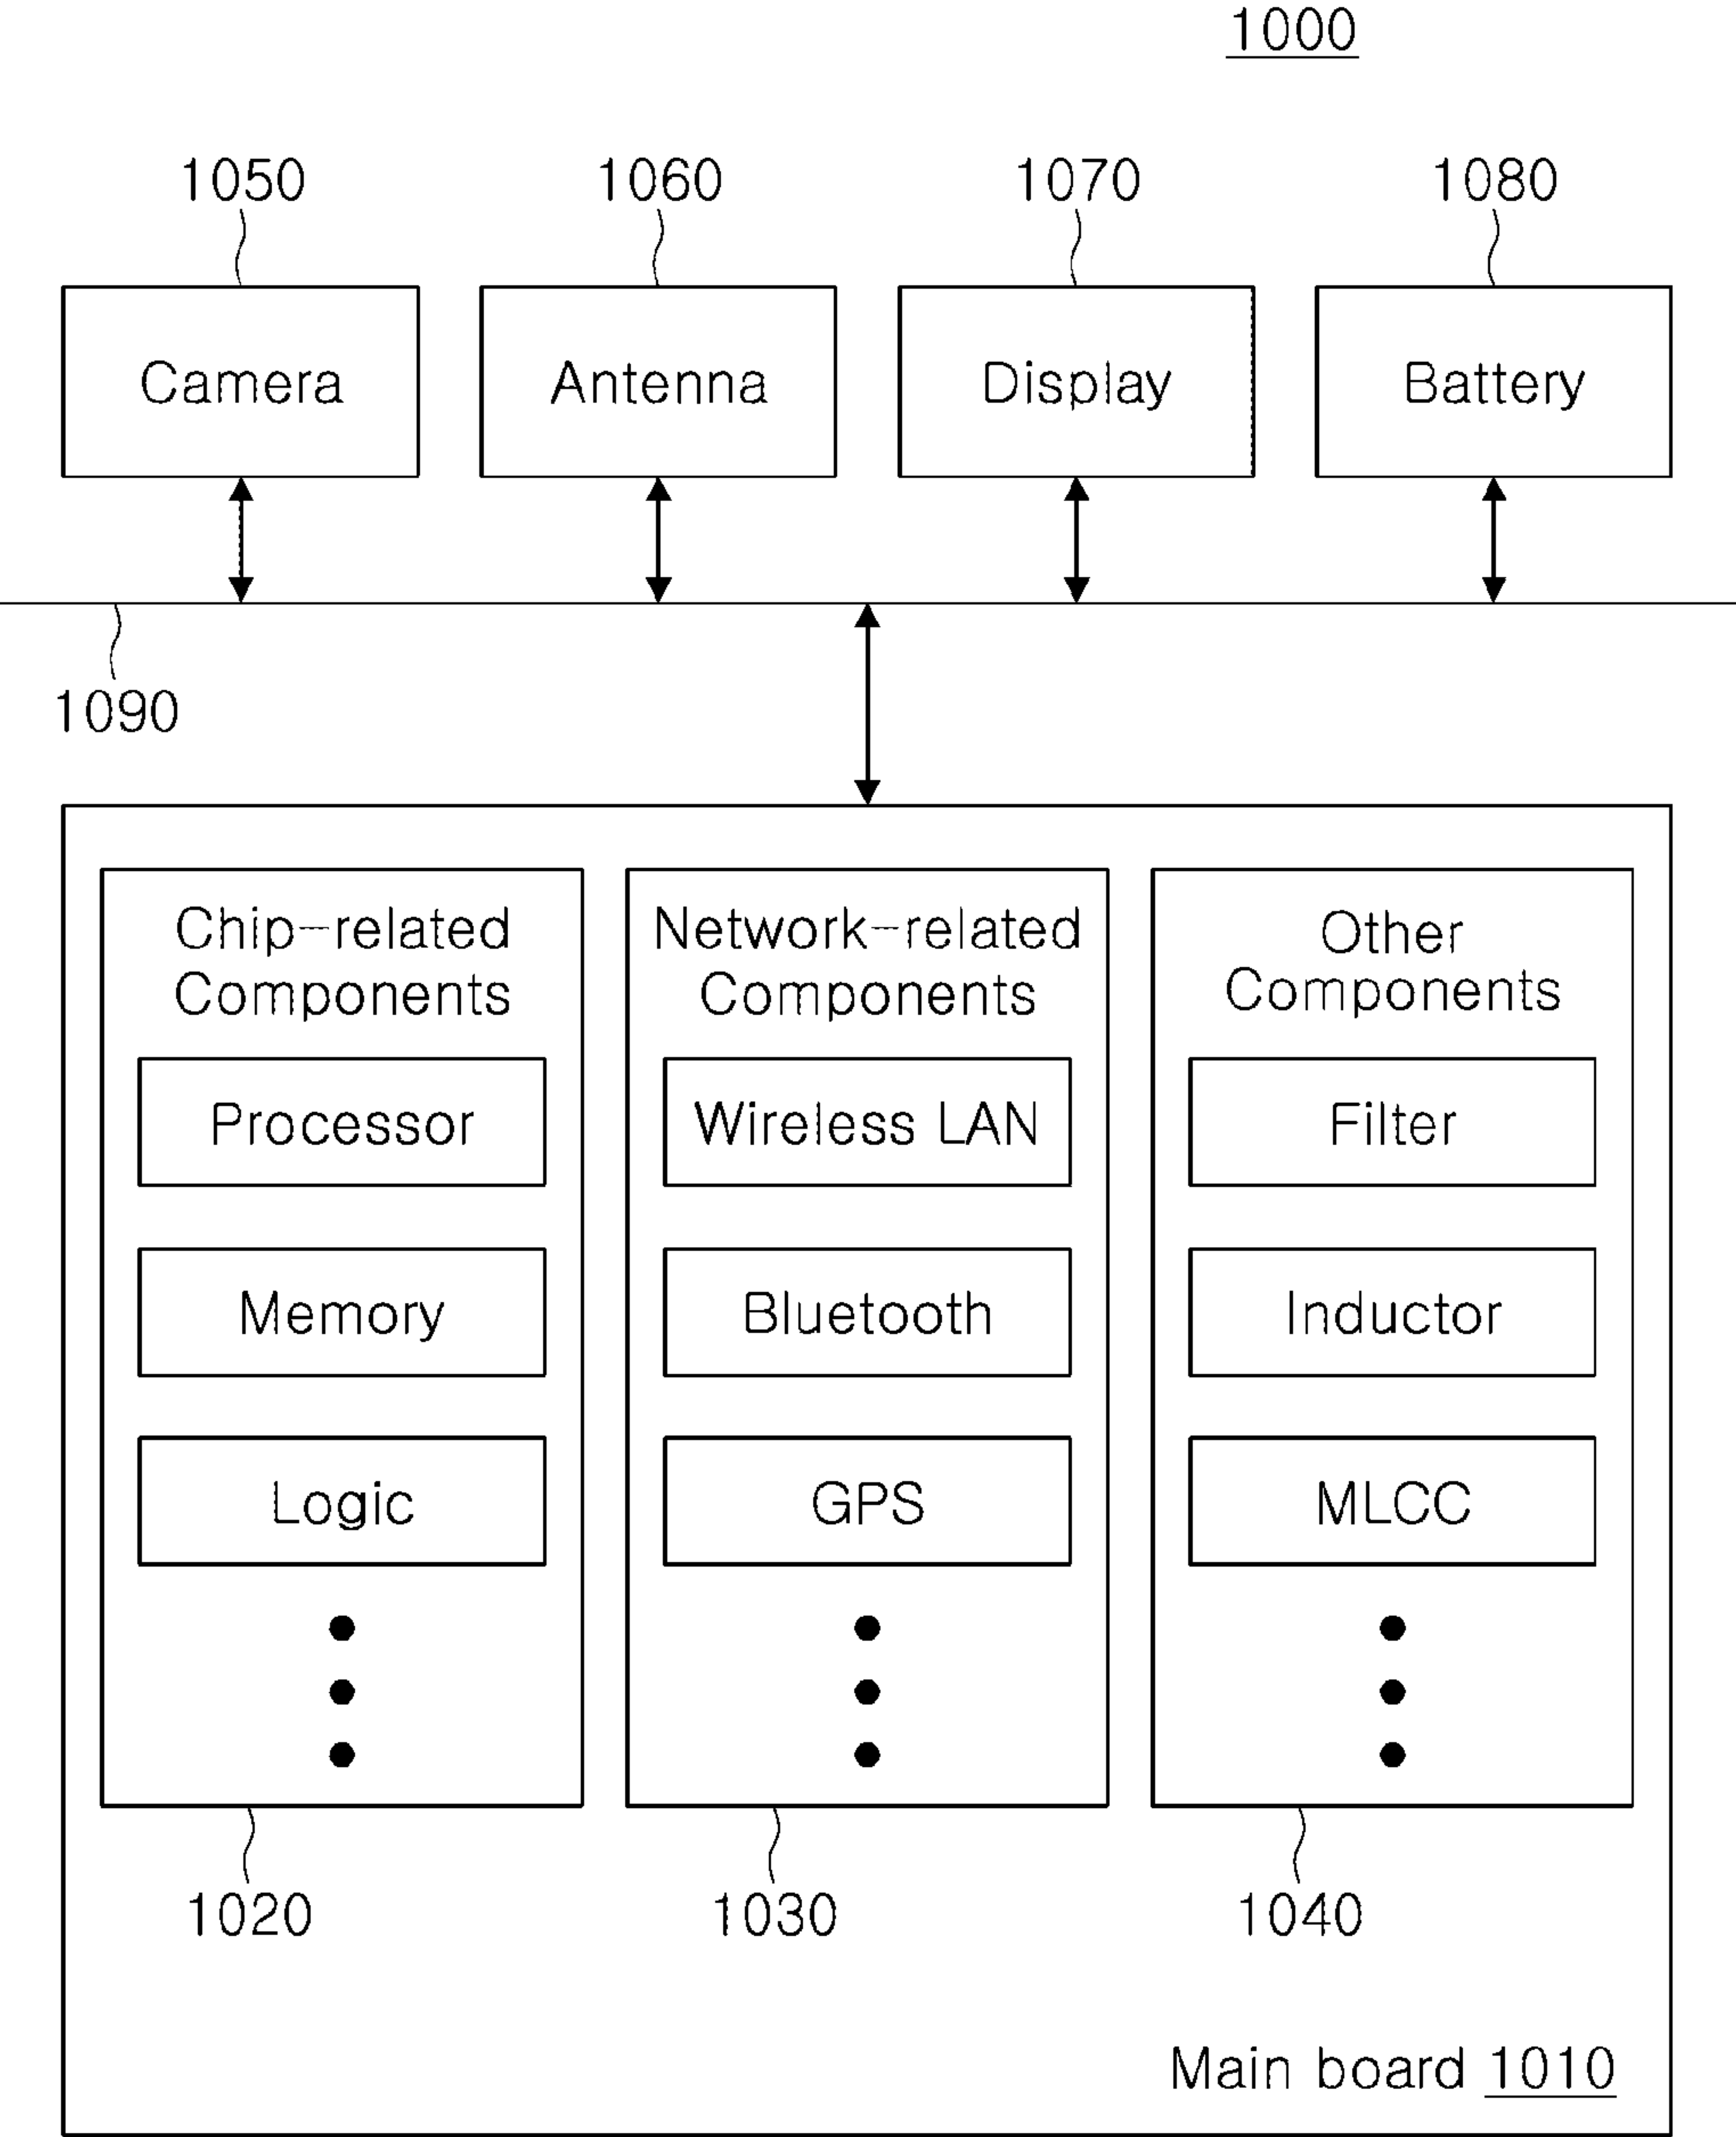 1000
1050 1060 1070 1080
Camera Antenna Display Battery
1090
Chip-related Components
Network-related Components
Other Components
Processor Wireless LAN Filter
Memory Bluetooth Inductor
Logic GPS MLCC
1020 1030 1040
Main board 1010